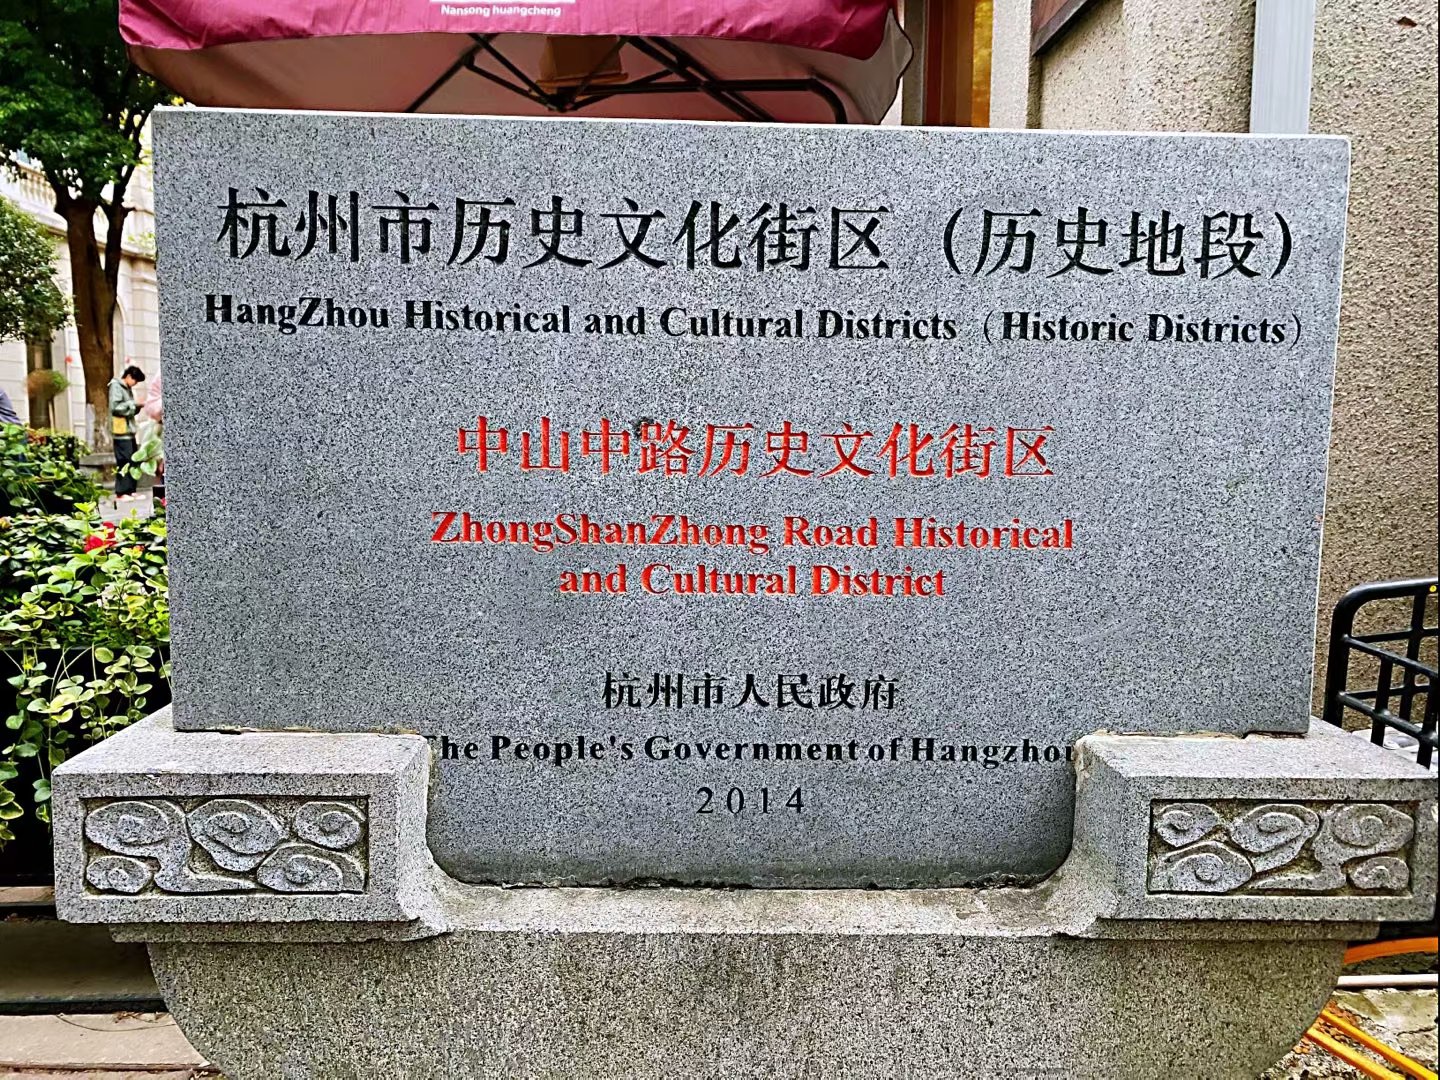 Nansong huangcheng
杭州市历史文化街区（历史地段）
HangZhou Historical and Cultural Districts（Historic Districts）
中山中路历史文化街区
ZhongShanZhong Road Historical
and Cultural District
杭州市人民政府
The People's Government of Hangzhou
2014